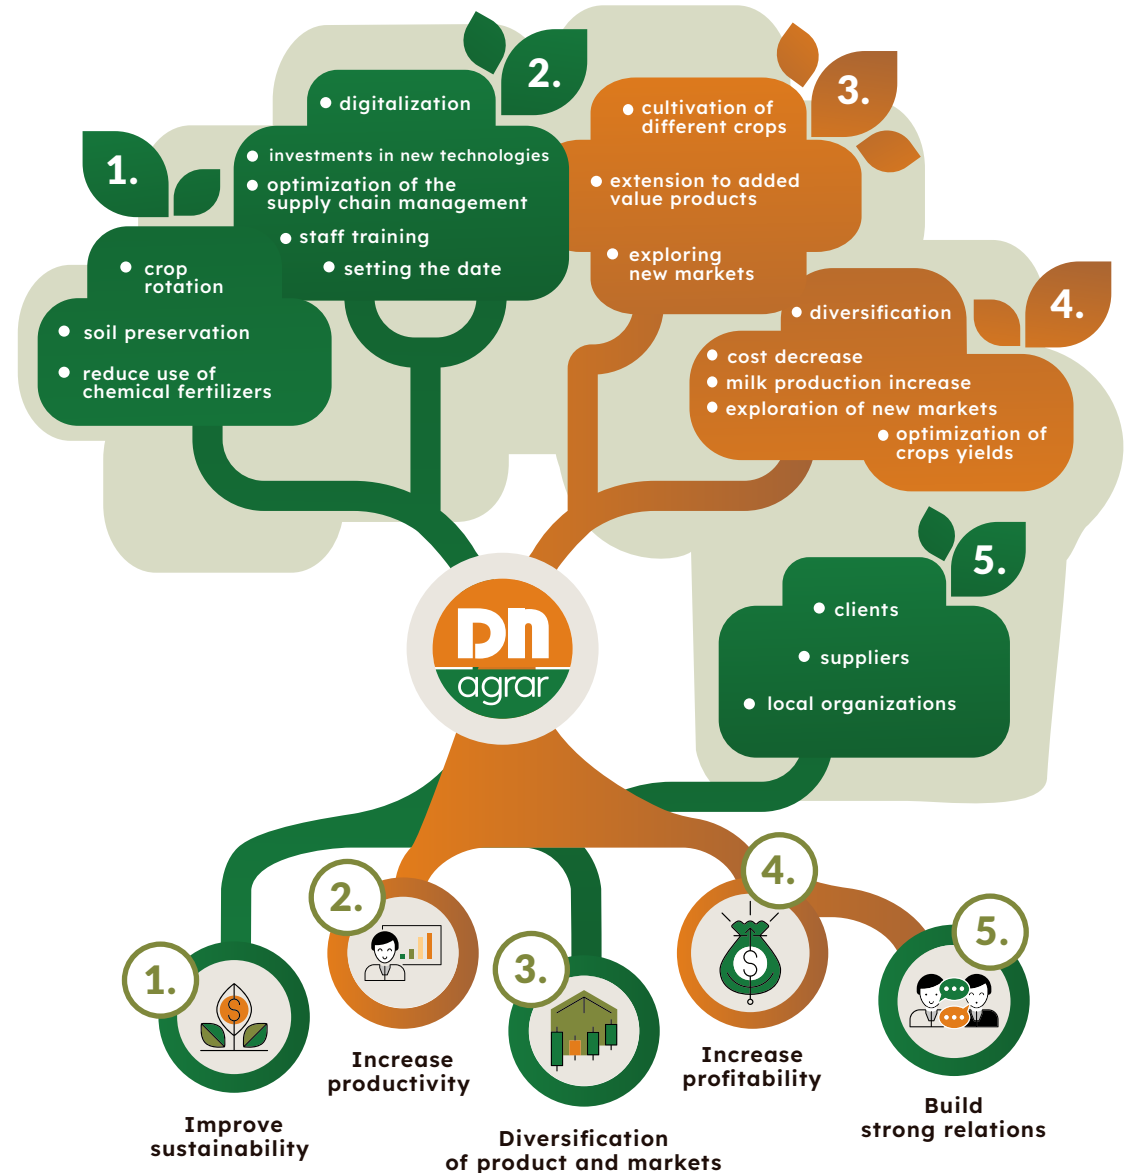 1.
crop
rotation
soil preservation
reduce use of
chemical fertilizers
2.
digitalization
investments in new technologies
optimization of the
supply chain management
staff training
setting the date
3.
cultivation of
different crops
extension to added
value products
exploring
new markets
4.
diversification
cost decrease
milk production increase
exploration of new markets
optimization of
crops yields
5.
clients
suppliers
local organizations
Dn
agrar
1.
$
Improve
sustainability
2.
Increase
productivity
3.
Diversification
of product and markets
4.
$
Increase
profitability
5.
Build
strong relations